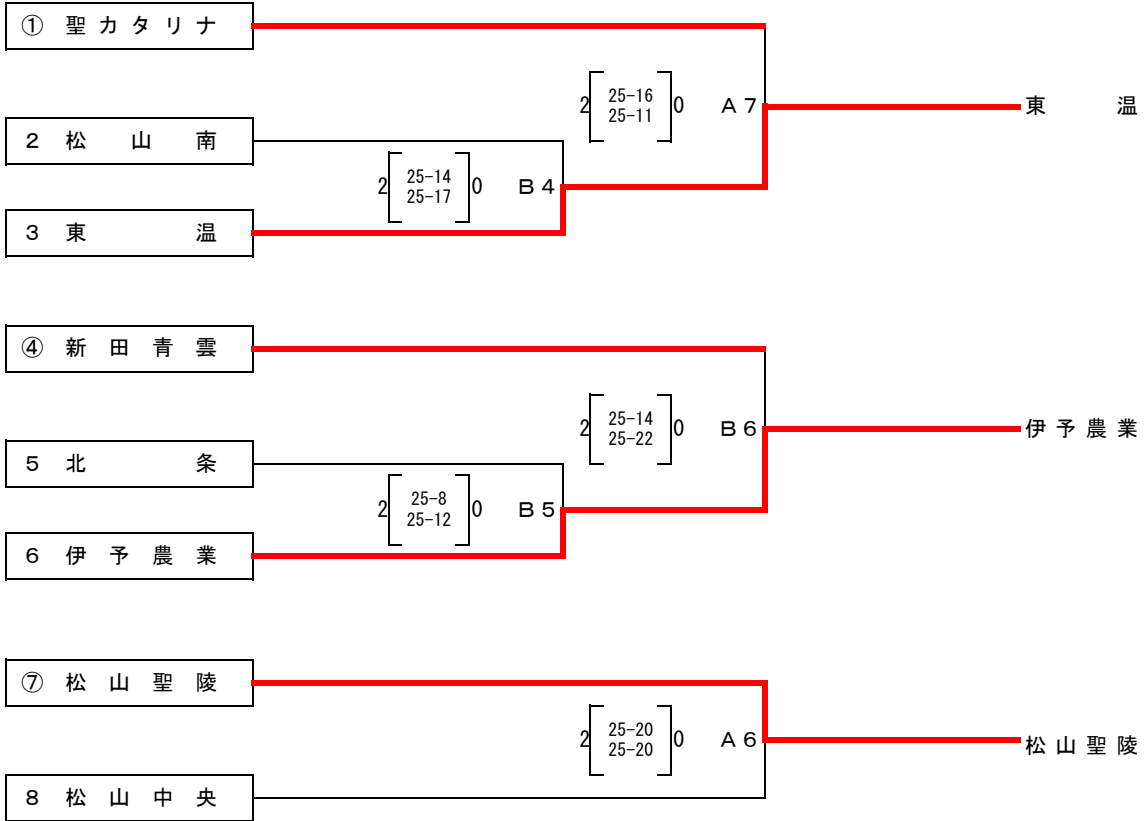 ① 聖カタリナ
2 25-16 0 A7
25-11
東温
2 松山南
2 25-14 0 B4
25-17
3 東温
④ 新田青雲
2 25-14 0 B6
25-22
伊予農業
5 北条
2 25-8 0 B5
25-12
6 伊予農業
⑦ 松山聖陵
2 25-20 0 A6
25-20
松山聖陵
8 松山中央